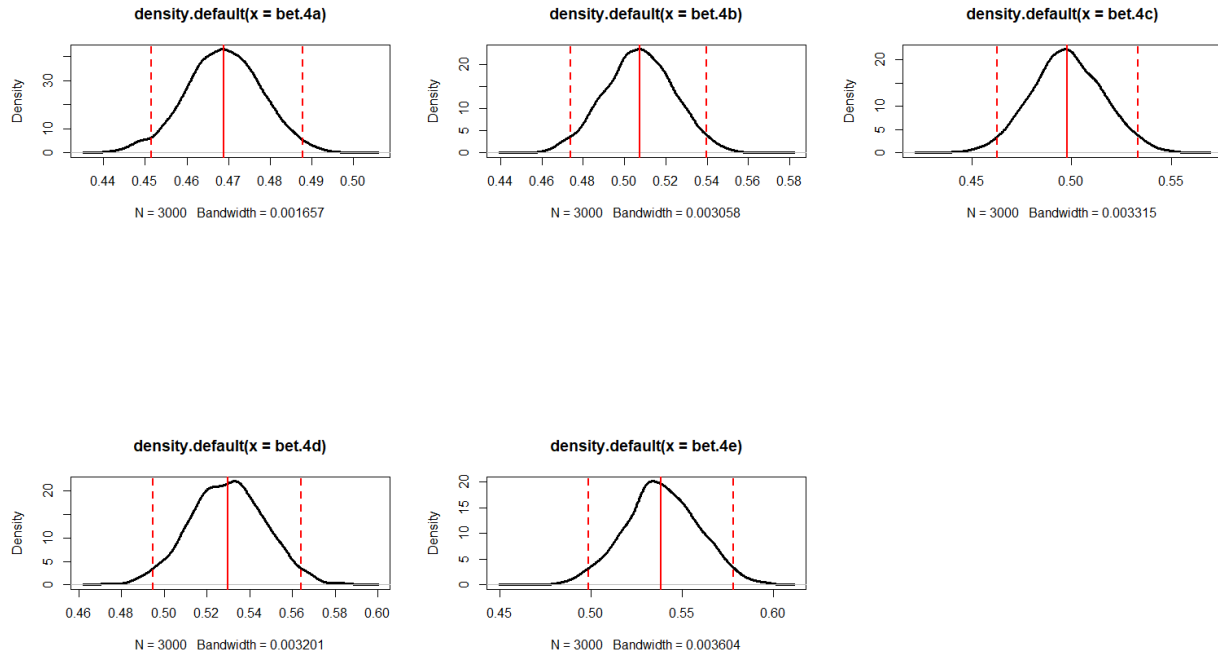 density.default(x = bet.4a)
Density
0 10 30
0.44 0.45 0.46 0.47 0.48 0.49 0.50
N = 3000 Bandwidth = 0.001657
density.default(x = bet.4b)
Density
0 5 10 20
0.44 0.46 0.48 0.50 0.52 0.54 0.56 0.58
N = 3000 Bandwidth = 0.003058
density.default(x = bet.4c)
Density
0 5 10 20
0.45 0.50 0.55
N = 3000 Bandwidth = 0.003315
density.default(x = bet.4d)
Density
0 5 10 20
0.46 0.48 0.50 0.52 0.54 0.56 0.58 0.60
N = 3000 Bandwidth = 0.003201
density.default(x = bet.4e)
Density
0 5 10 15 20
0.45 0.50 0.55 0.60
N = 3000 Bandwidth = 0.003604